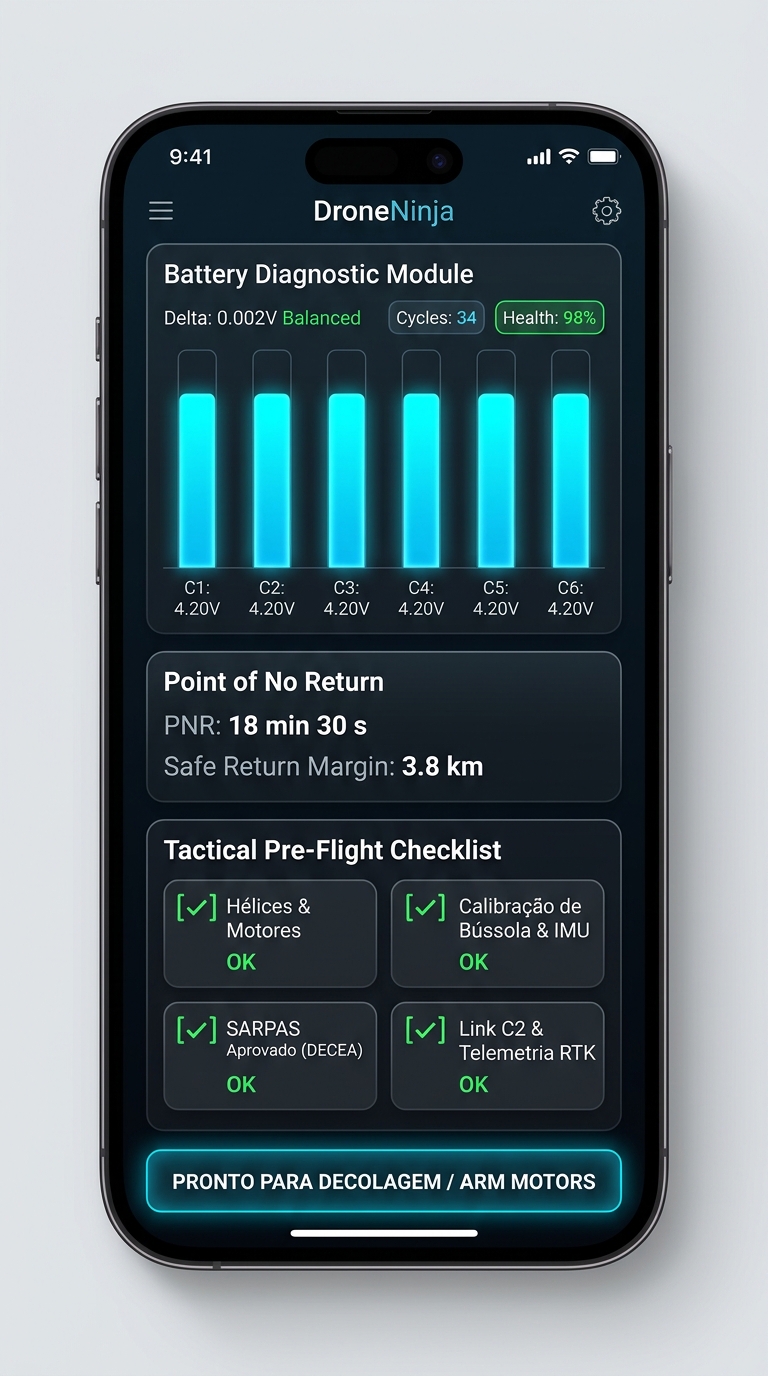 9:41
DroneNinja
Battery Diagnostic Module
Delta: 0.002V Balanced Cycles: 34 Health: 98%
C1: C2: C3: C4: C5: C6:
4.20V 4.20V 4.20V 4.20V 4.20V 4.20V
Point of No Return
PNR: 18 min 30 s
Safe Return Margin: 3.8 km
Tactical Pre-Flight Checklist
[✓] Hélices &
Motores
OK
[✓] Calibração de
Bússola & IMU
OK
[✓] SARPAS
Aprovado (DECEA)
OK
[✓] Link C2 &
Telemetria RTK
OK
PRONTO PARA DECOLAGEM / ARM MOTORS